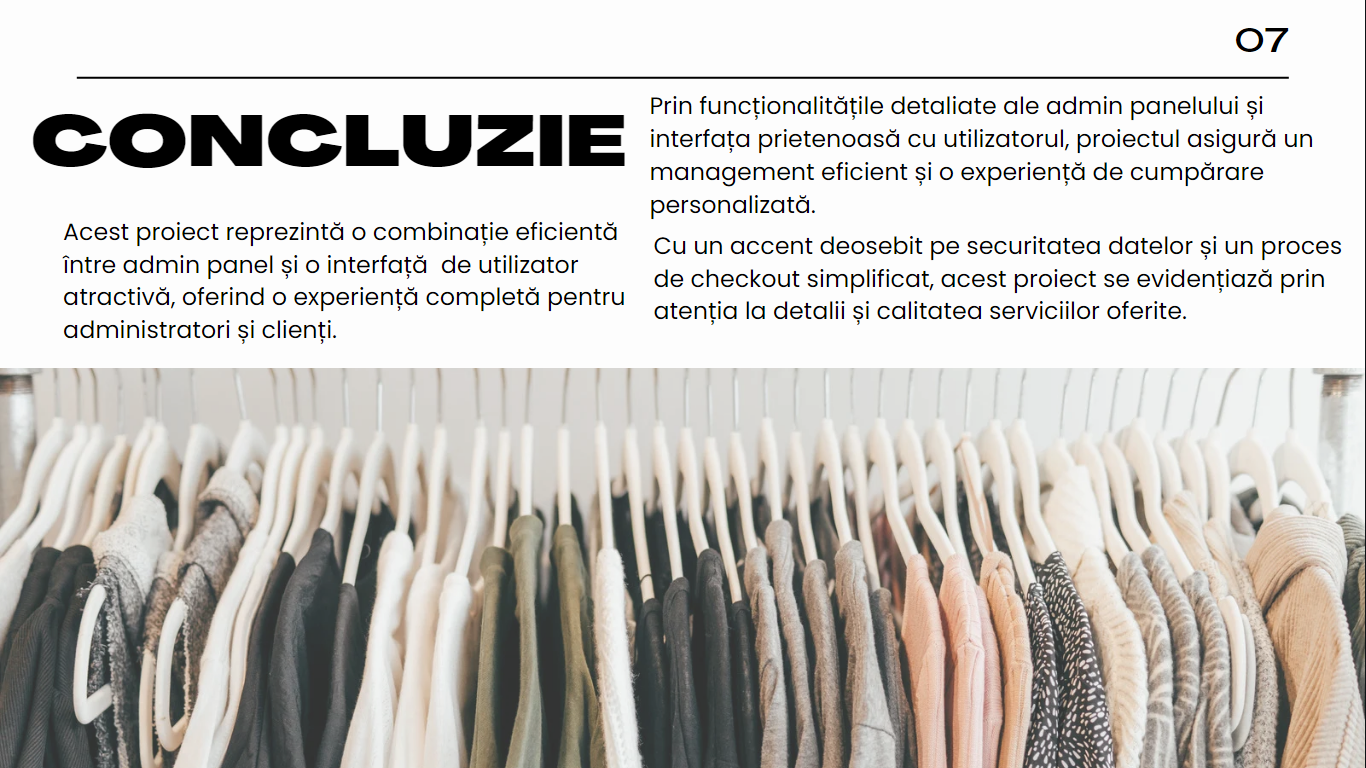 07
CONCLUZIE
Acest proiect reprezintă o combinație eficientă
între admin panel și o interfață  de utilizator
atractivă, oferind o experiență completă pentru
administratori și clienți.
Prin funcționalitățile detaliate ale admin panelului și
interfața prietenoasă cu utilizatorul, proiectul asigură un
management eficient și o experiență de cumpărare
personalizată.
Cu un accent deosebit pe securitatea datelor și un proces
de checkout simplificat, acest proiect se evidențiază prin
atenția la detalii și calitatea serviciilor oferite.